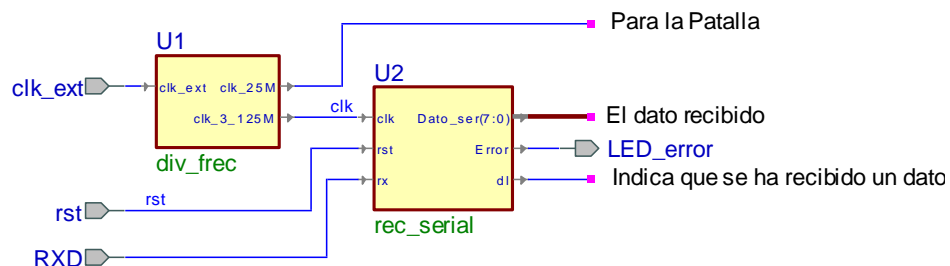 U1
Para la Patalla
clk_ext
clk_ext clk_25M
clk_3_125M
div_frec
clk
U2
clk Dato_ser(7:0)
rst Error
rx dl
rec_serial
El dato recibido
LED_error
Indica que se ha recibido un dato
rst
rst
RXD